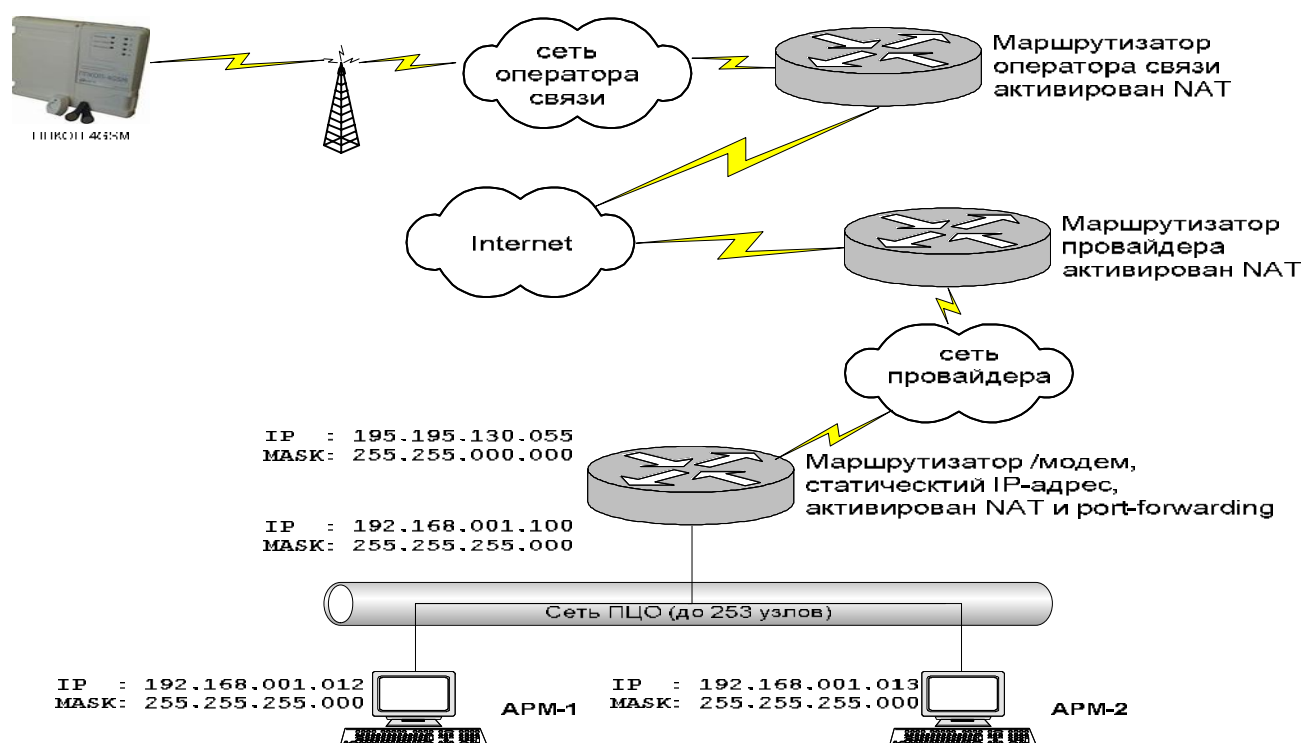 сеть
оператора
связи
Маршрутизатор
оператора связи
активирован NAT
ППКОП 4GSM
Internet
Маршрутизатор
провайдера
активирован NAT
сеть
провайдера
IP   : 195.195.130.055
MASK: 255.255.000.000
Маршрутизатор /модем,
статическтий IP-адрес,
активирован NAT и port-forwarding
IP   : 192.168.001.100
MASK: 255.255.255.000
Сеть ПЦО (до 253 узлов)
IP   : 192.168.001.012
MASK: 255.255.255.000
АРМ-1
IP   : 192.168.001.013
MASK: 255.255.255.000
АРМ-2